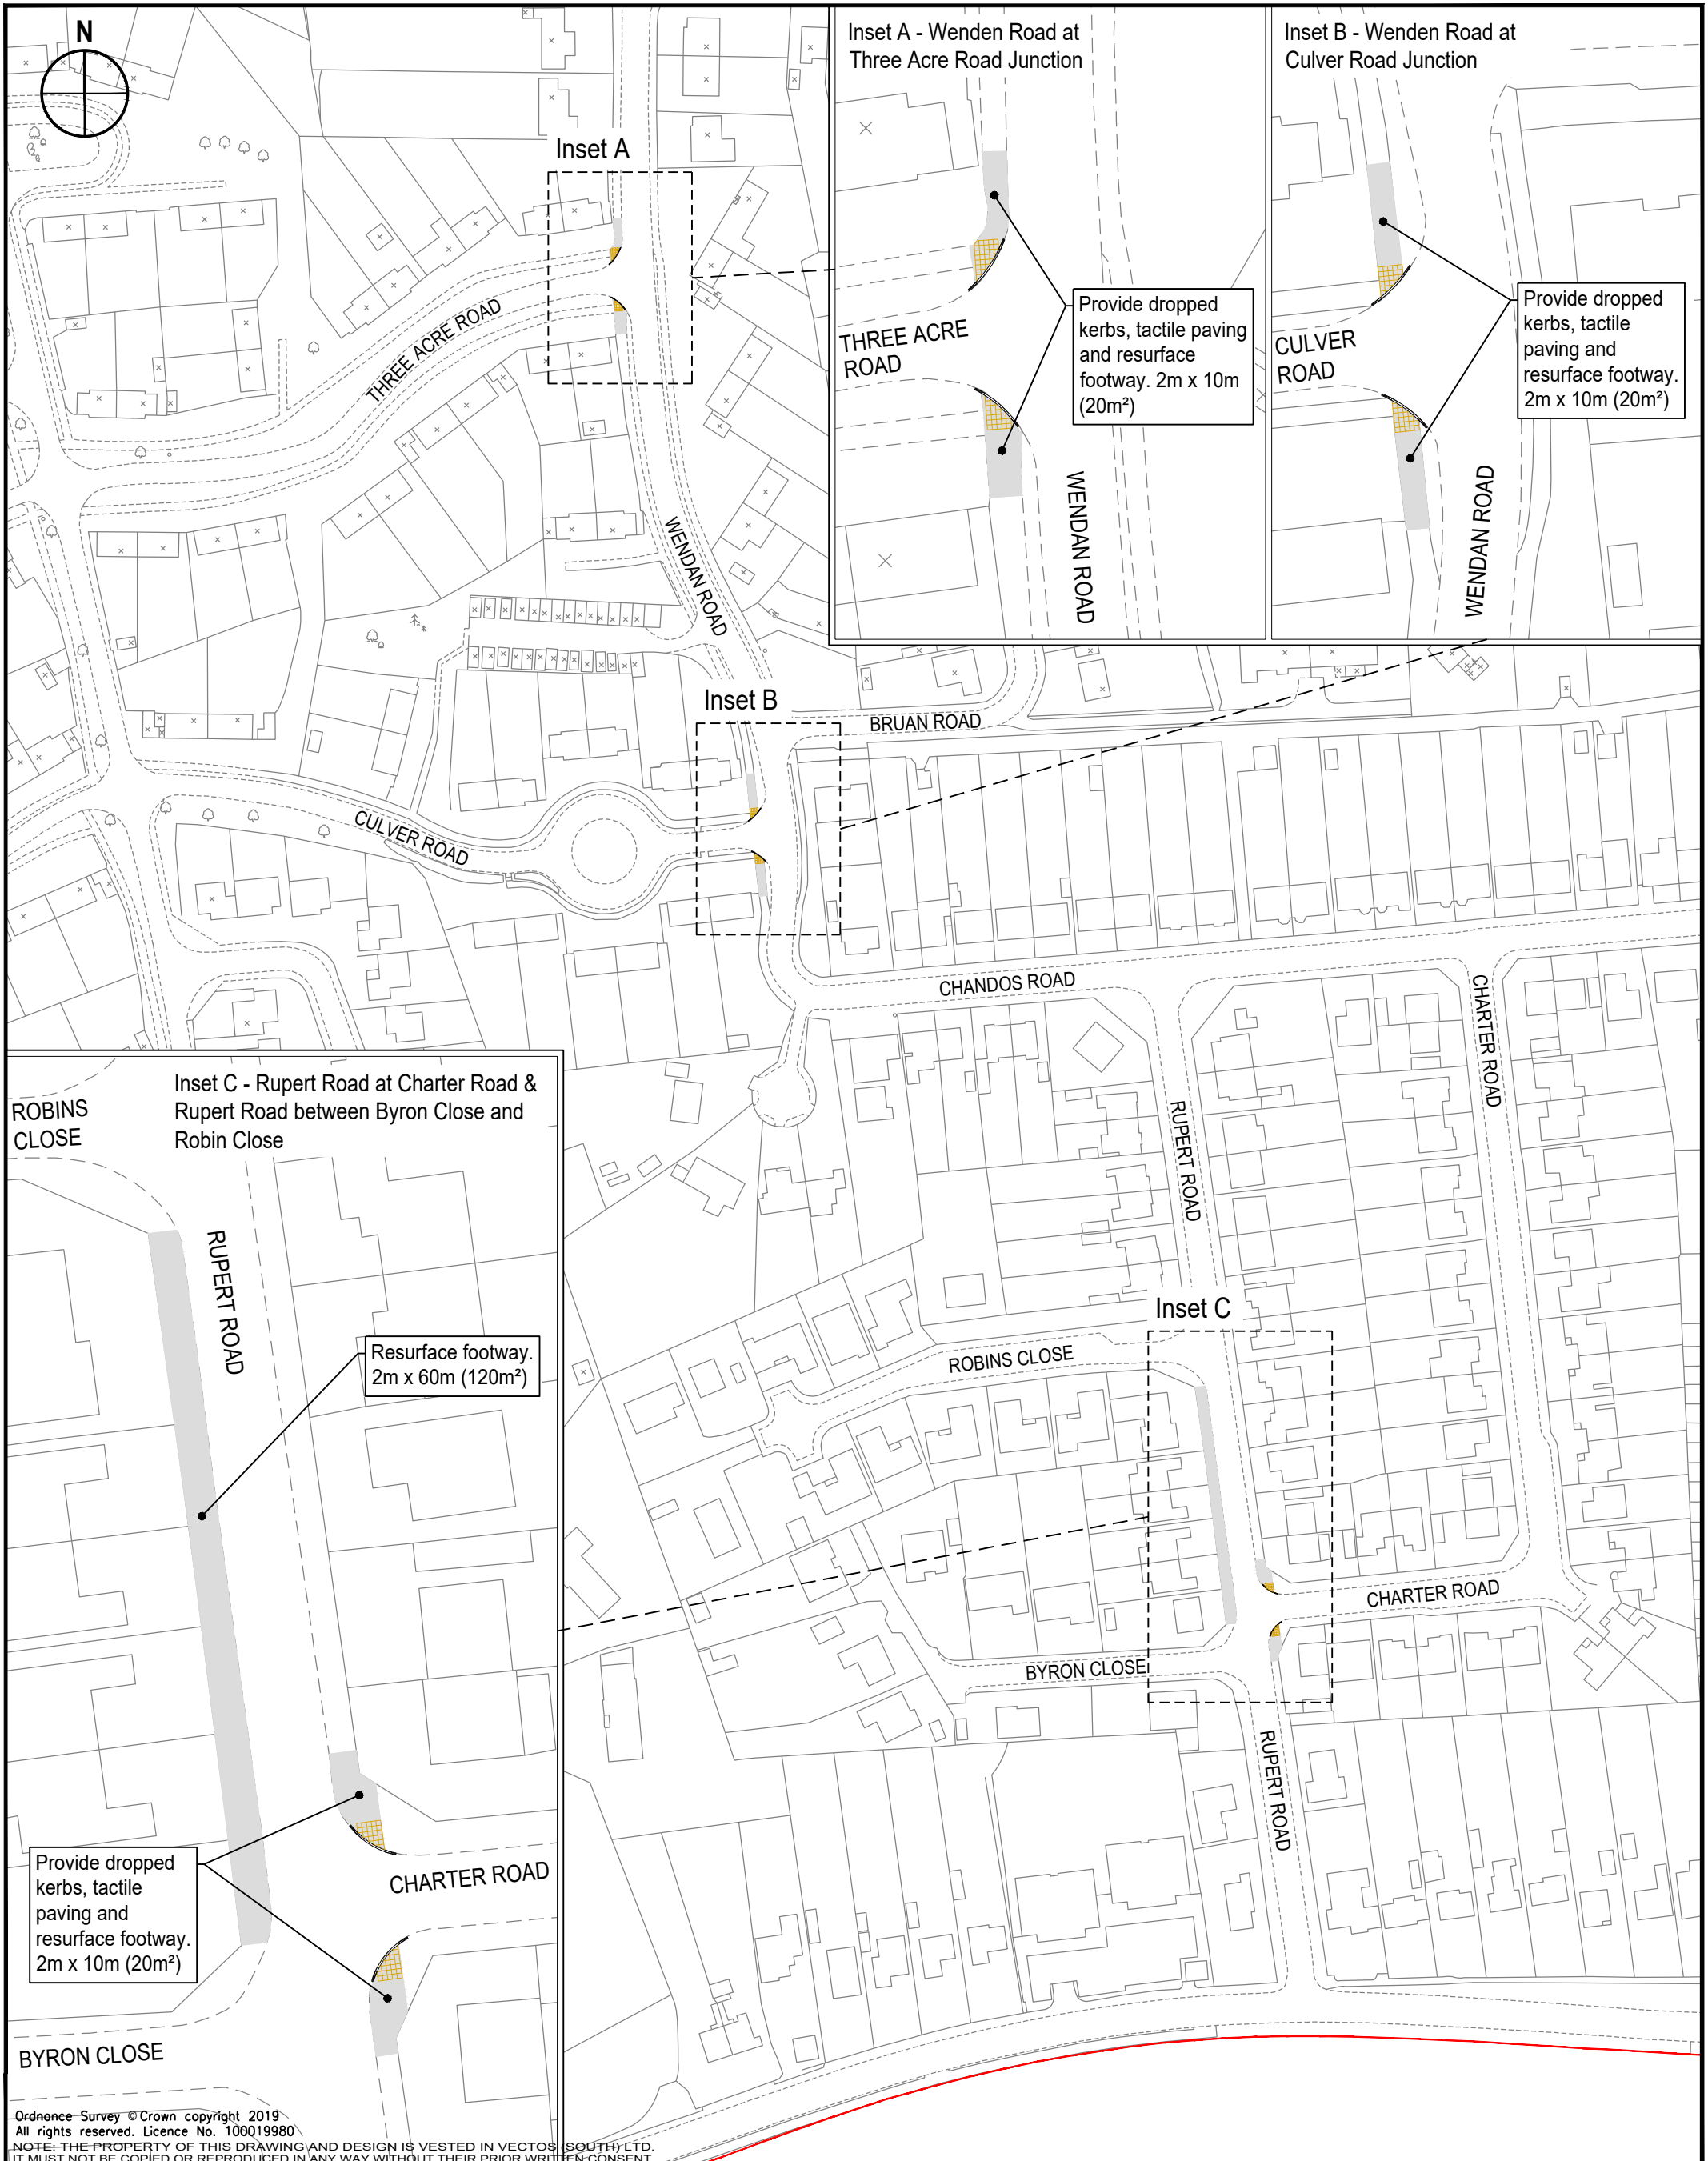 N
Inset A
Inset A - Wenden Road at
Three Acre Road Junction
THREE ACRE
ROAD
Provide dropped
kerbs, tactile paving
and resurface
footway. 2m x 10m
(20m²)
WENDAN ROAD
Inset B - Wenden Road at
Culver Road Junction
CULVER
ROAD
Provide dropped
kerbs, tactile
paving and
resurface footway.
2m x 10m (20m²)
WENDAN ROAD
THREE ACRE ROAD
WENDAN ROAD
Inset B
BRUAN ROAD
CULVER ROAD
CHANDOS ROAD
CHARTER ROAD
RUPERT ROAD
Inset C
ROBINS CLOSE
CHARTER ROAD
BYRON CLOSE
RUPERT ROAD
Inset C - Rupert Road at Charter Road &
Rupert Road between Byron Close and
Robin Close
ROBINS
CLOSE
RUPERT ROAD
Resurface footway.
2m x 60m (120m²)
Provide dropped
kerbs, tactile
paving and
resurface footway.
2m x 10m (20m²)
CHARTER ROAD
BYRON CLOSE
Ordnance Survey © Crown copyright 2019
All rights reserved. Licence No. 100019980
NOTE: THE PROPERTY OF THIS DRAWING AND DESIGN IS VESTED IN VECTOS (SOUTH) LTD.
IT MUST NOT BE COPIED OR REPRODUCED IN ANY WAY WITHOUT THEIR PRIOR WRITTEN CONSENT